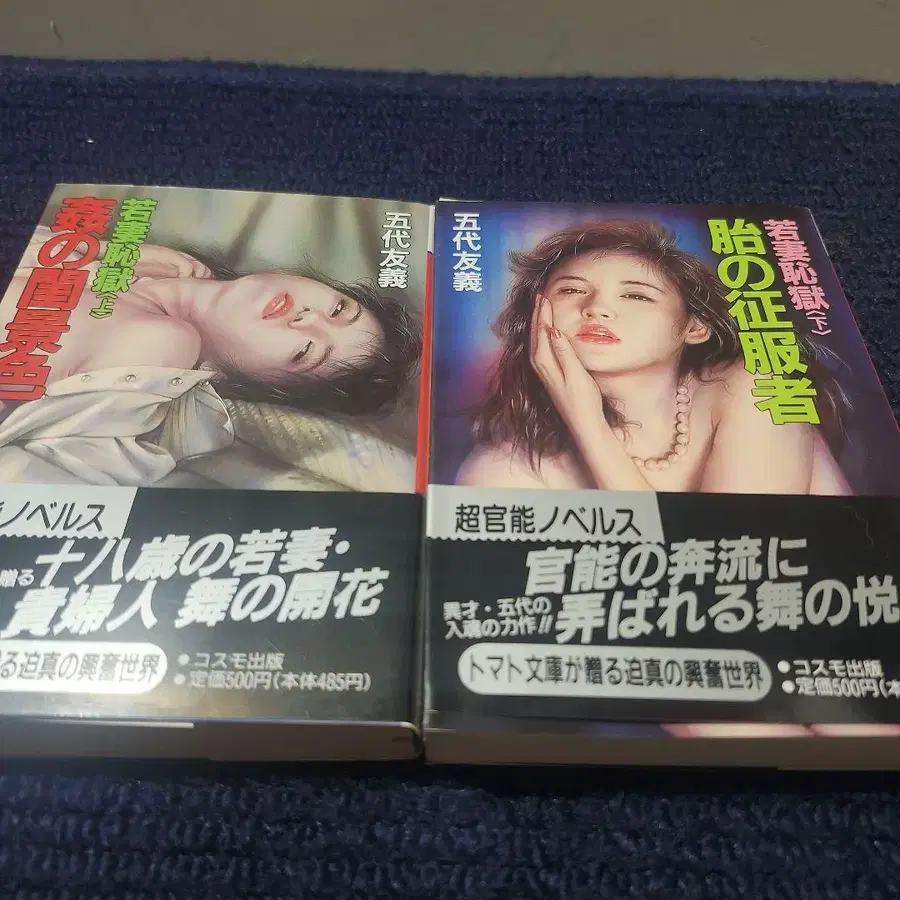 五代友義
若妻恥獄〈上〉
姦の闇景色
ノベルス
贈る十八歳の若妻・
貴婦人 舞の開花
る迫真の興奮世界
●コスモ出版
●定価500円(本体485円)
五代友義
若妻恥獄〈下〉
胎の征服者
超官能ノベルス
官能の奔流に
異才・五代の
入魂の力作!!
弄ばれる舞の悦
トマト文庫が贈る迫真の興奮世界
●コスモ出版
●定価500円(本